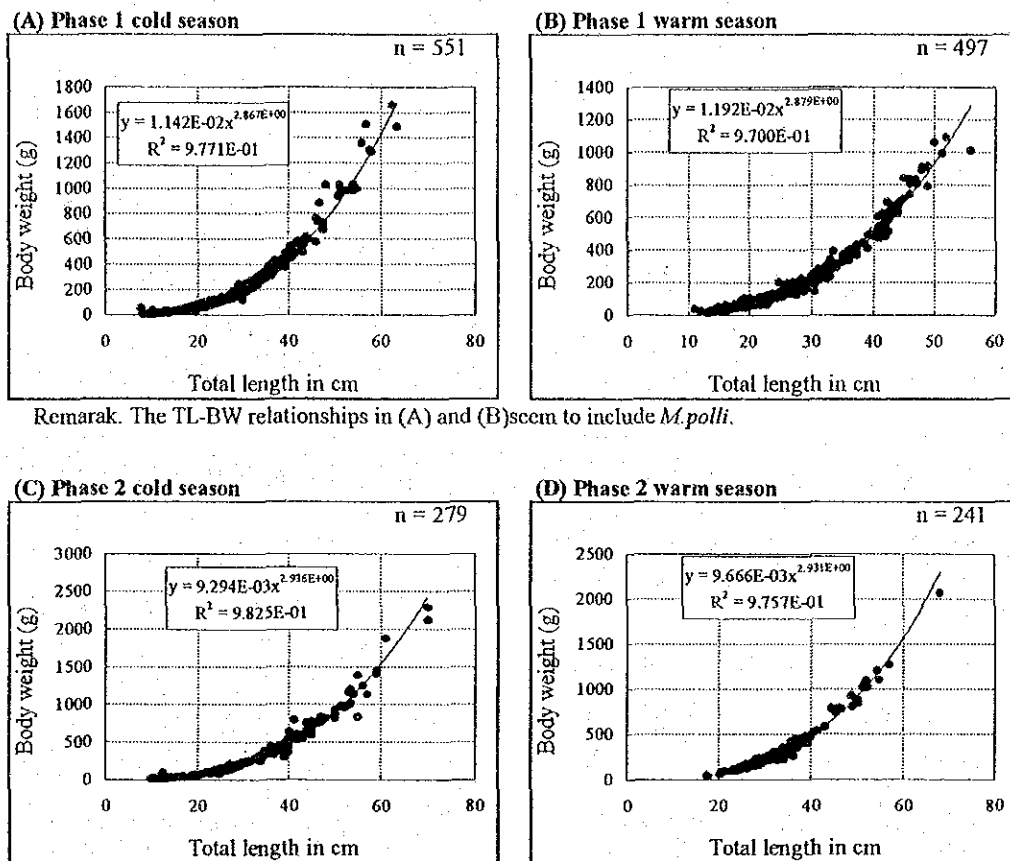 (A) Phase 1 cold season
n = 551
1800
1600
1400
1200
1000
800
600
400
200
0
y = 1.142E-02x^2.867E+00
R² = 9.771E-01
Body weight (g)
0 20 40 60 80
Total length in cm
(B) Phase 1 warm season
n = 497
1400
1200
1000
800
600
400
200
0
y = 1.192E-02x^2.879E+00
R² = 9.700E-01
Body weight (g)
0 10 20 30 40 50 60
Total length in cm
Remarak. The TL-BW relationships in (A) and (B)seem to include M.polli.
(C) Phase 2 cold season
n = 279
3000
2500
2000
1500
1000
500
0
y = 9.294E-03x^2.936E+00
R² = 9.825E-01
Body weight (g)
0 20 40 60 80
Total length in cm
(D) Phase 2 warm season
n = 241
2500
2000
1500
1000
500
0
y = 9.666E-03x^2.931E+00
R² = 9.757E-01
Body weight (g)
0 20 40 60 80
Total length in cm